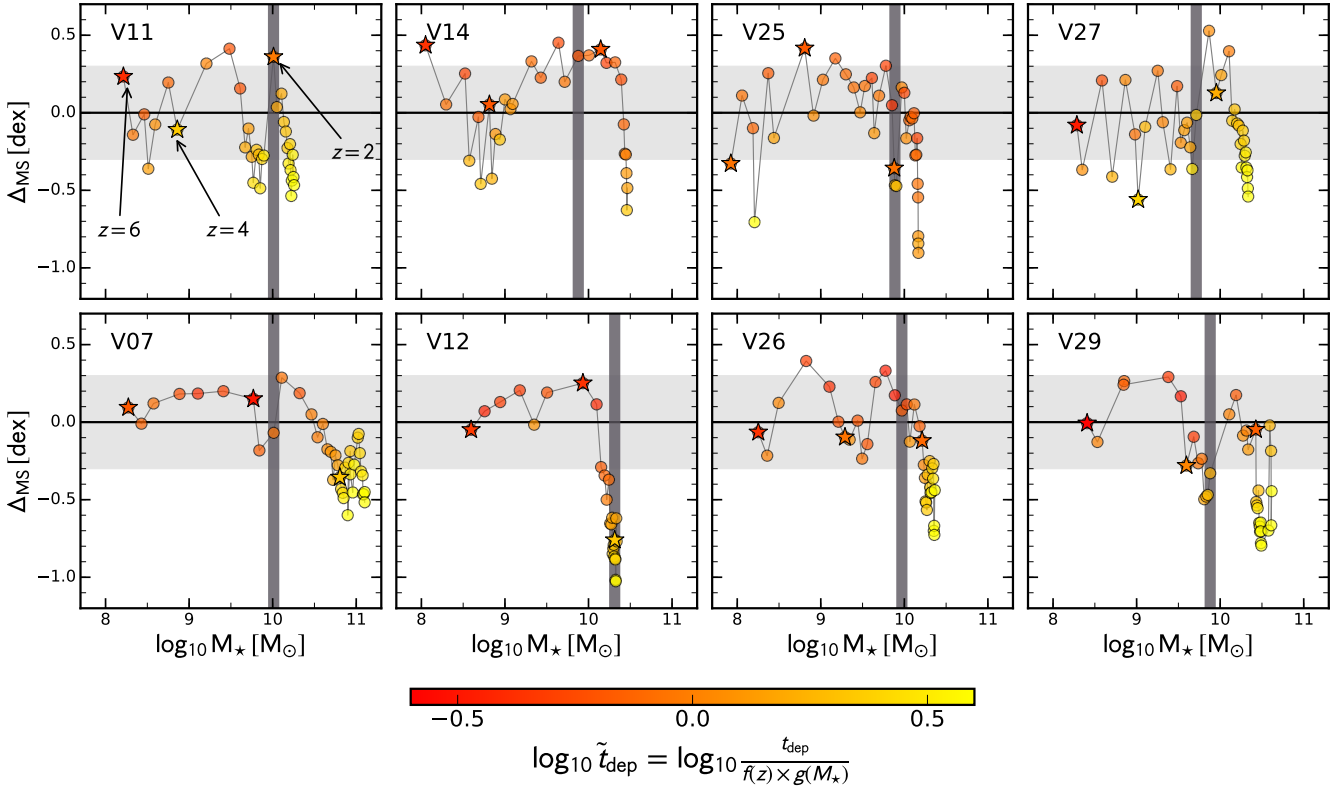 V11 V14 V25 V27
0.5
0.0
−0.5
−1.0
Δ_MS [dex]
z=6
z=4
z=2
V07 V12 V26 V29
0.5
0.0
−0.5
−1.0
Δ_MS [dex]
8 9 10 11 8 9 10 11 8 9 10 11 8 9 10 11
log₁₀ M⋆ [M⊙] log₁₀ M⋆ [M⊙] log₁₀ M⋆ [M⊙] log₁₀ M⋆ [M⊙]
−0.5 0.0 0.5
log₁₀ t̃_dep = log₁₀ t_dep / f(z) × g(M⋆)